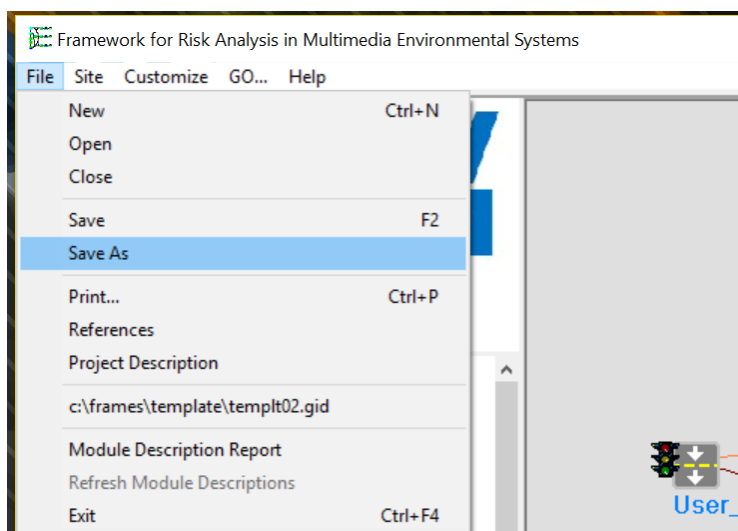 Framework for Risk Analysis in Multimedia Environmental Systems
File Site Customize GO... Help
New Ctrl+N
Open
Close
Save F2
Save As
Print... Ctrl+P
References
Project Description
c:\frames\template\templt02.gid
Module Description Report
Refresh Module Descriptions
Exit Ctrl+F4
User_